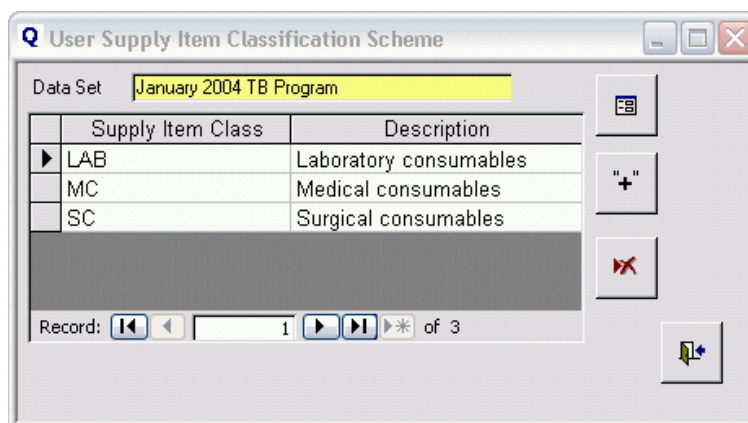 Q User Supply Item Classification Scheme
Data Set January 2004 TB Program
Supply Item Class Description
LAB Laboratory consumables
MC Medical consumables
SC Surgical consumables
"+"
Record: 1 of 3